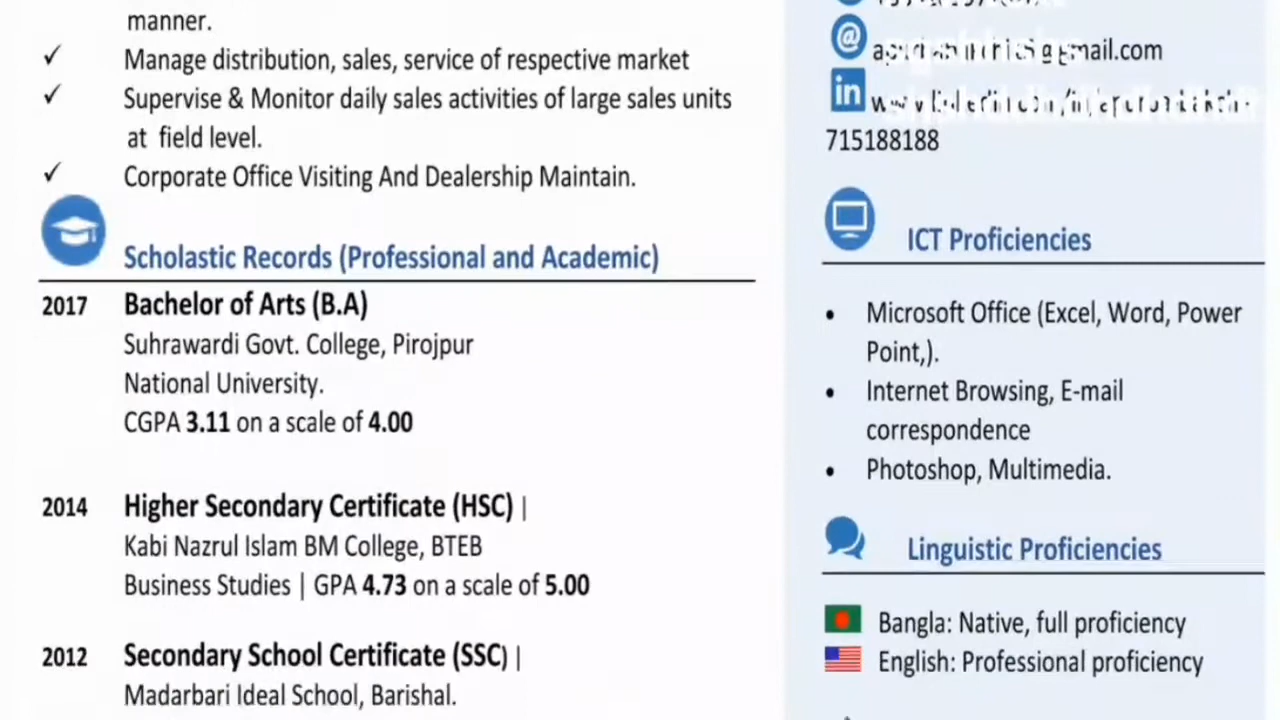 manner.
Manage distribution, sales, service of respective market
Supervise & Monitor daily sales activities of large sales units
at field level.
Corporate Office Visiting And Dealership Maintain.
Scholastic Records (Professional and Academic)
2017 Bachelor of Arts (B.A)
Suhrawardi Govt. College, Pirojpur
National University.
CGPA 3.11 on a scale of 4.00
2014 Higher Secondary Certificate (HSC) |
Kabi Nazrul Islam BM College, BTEB
Business Studies | GPA 4.73 on a scale of 5.00
2012 Secondary School Certificate (SSC) |
Madarbari Ideal School, Barishal.
@
in
715188188
ICT Proficiencies
• Microsoft Office (Excel, Word, Power
Point,).
• Internet Browsing, E-mail
correspondence
• Photoshop, Multimedia.
Linguistic Proficiencies
Bangla: Native, full proficiency
English: Professional proficiency